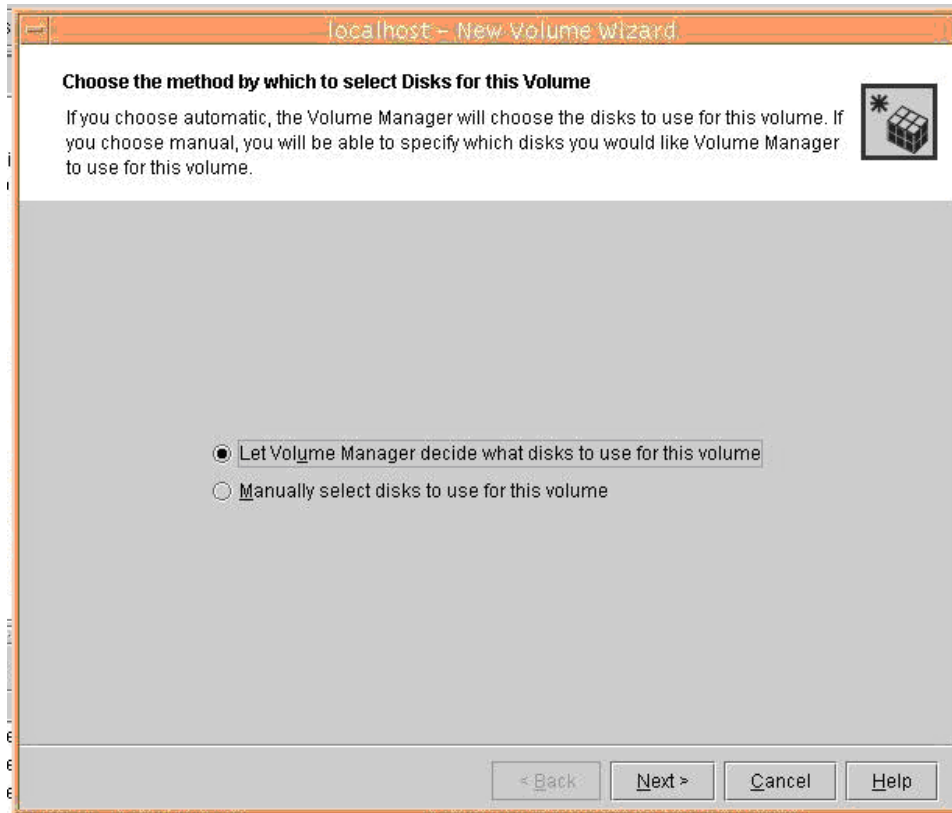 localhost - New Volume Wizard
Choose the method by which to select Disks for this Volume
If you choose automatic, the Volume Manager will choose the disks to use for this volume. If
you choose manual, you will be able to specify which disks you would like Volume Manager
to use for this volume.
Let Volume Manager decide what disks to use for this volume
Manually select disks to use for this volume
< Back
Next >
Cancel
Help